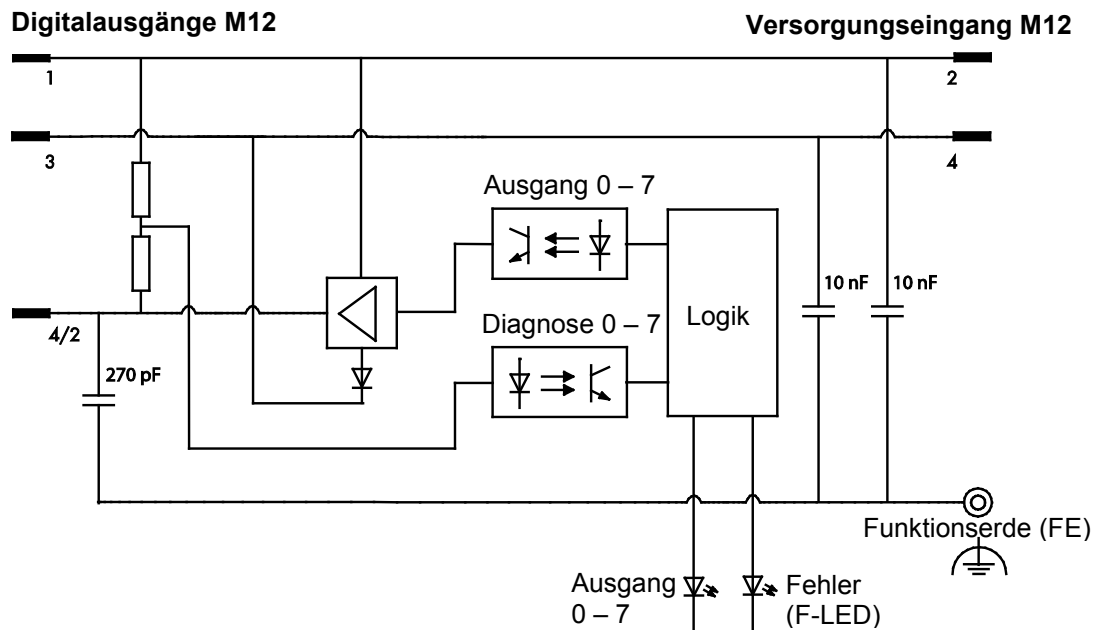 Digitalausgänge M12
Versorgungseingang M12
1
2
3
4
Ausgang 0 – 7
10 nF
10 nF
Logik
4/2
Diagnose 0 – 7
270 pF
Funktionserde (FE)
Ausgang
0 – 7
Fehler
(F-LED)